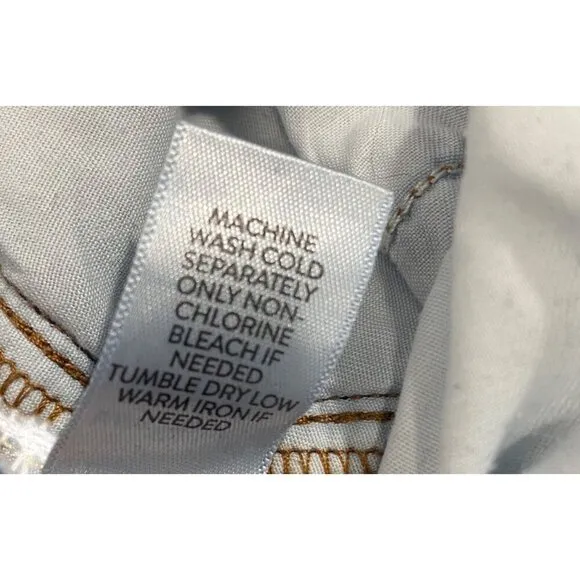 MACHINE
WASH COLD
SEPARATELY
ONLY NON-
CHLORINE
BLEACH IF
NEEDED
TUMBLE DRY LOW
WARM IRON IF
NEEDED